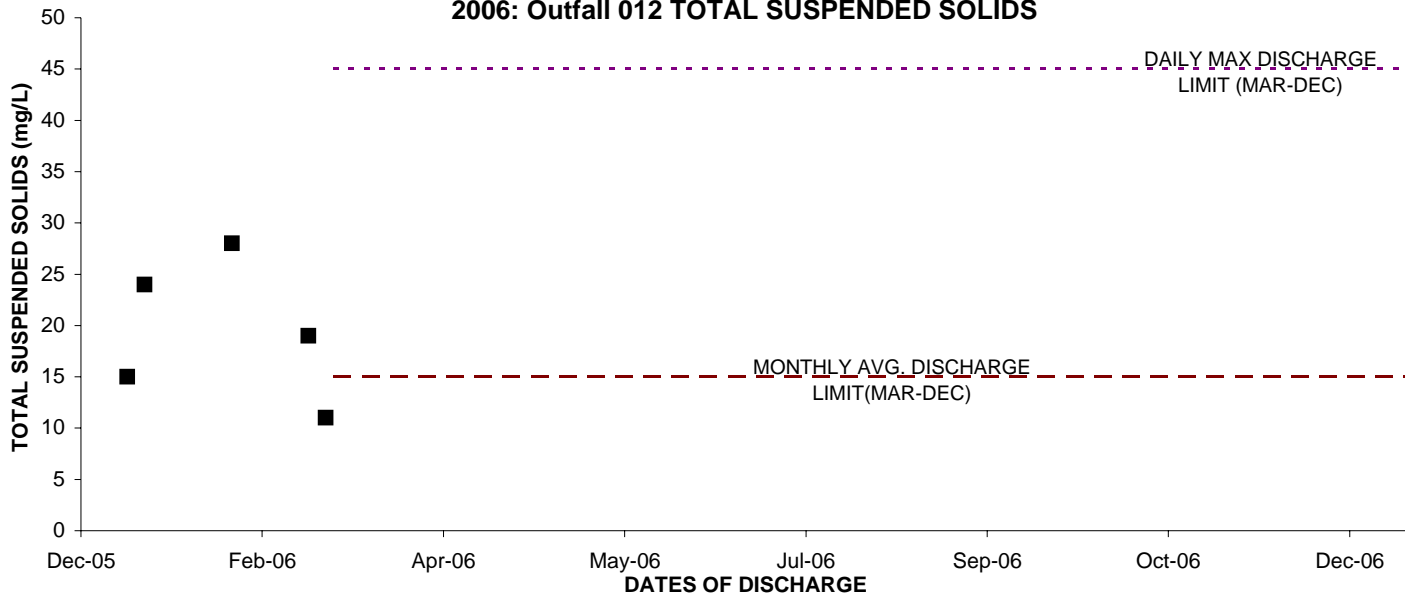 2006: Outfall 012 TOTAL SUSPENDED SOLIDS
TOTAL SUSPENDED SOLIDS (mg/L)
50
45
40
35
30
25
20
15
10
5
0
DAILY MAX DISCHARGE
LIMIT (MAR-DEC)
MONTHLY AVG. DISCHARGE
LIMIT(MAR-DEC)
Dec-05 Feb-06 Apr-06 May-06 Jul-06 Sep-06 Oct-06 Dec-06
DATES OF DISCHARGE